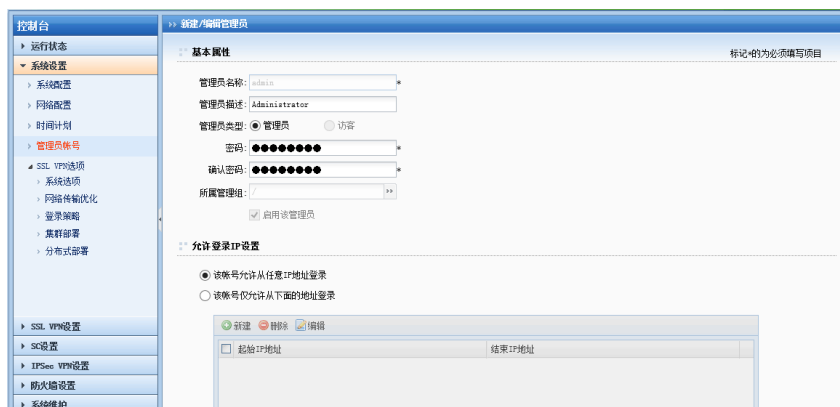 控制台
运行状态
系统设置
系统配置
网络配置
时间计划
管理员帐号
SSL VPN选项
系统选项
网络传输优化
登录策略
集群部署
分布式部署
SSL VPN设置
SC设置
IPSec VPN设置
防火墙设置
系统维护
>> 新建/编辑管理员
基本属性
标记*的为必须填写项目
管理员名称: admin *
管理员描述: Administrator
管理员类型: 管理员 访客
密码: ●●●●●●●● *
确认密码: ●●●●●●●● *
所属管理组: / >>
启用该管理员
允许登录IP设置
该帐号允许从任意IP地址登录
该帐号仅允许从下面的地址登录
新建 删除 编辑
起始IP地址 结束IP地址